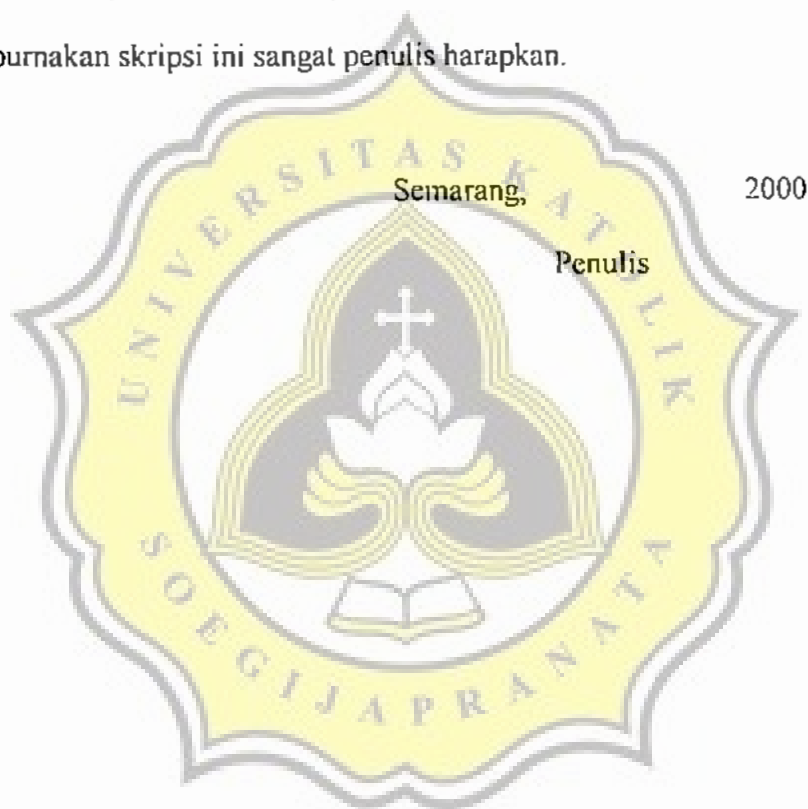 purnakan skripsi ini sangat penulis harapkan.
Semarang, 2000
Penulis
UNIVERSITAS KATOLIK
SOEGIJAPRANATA